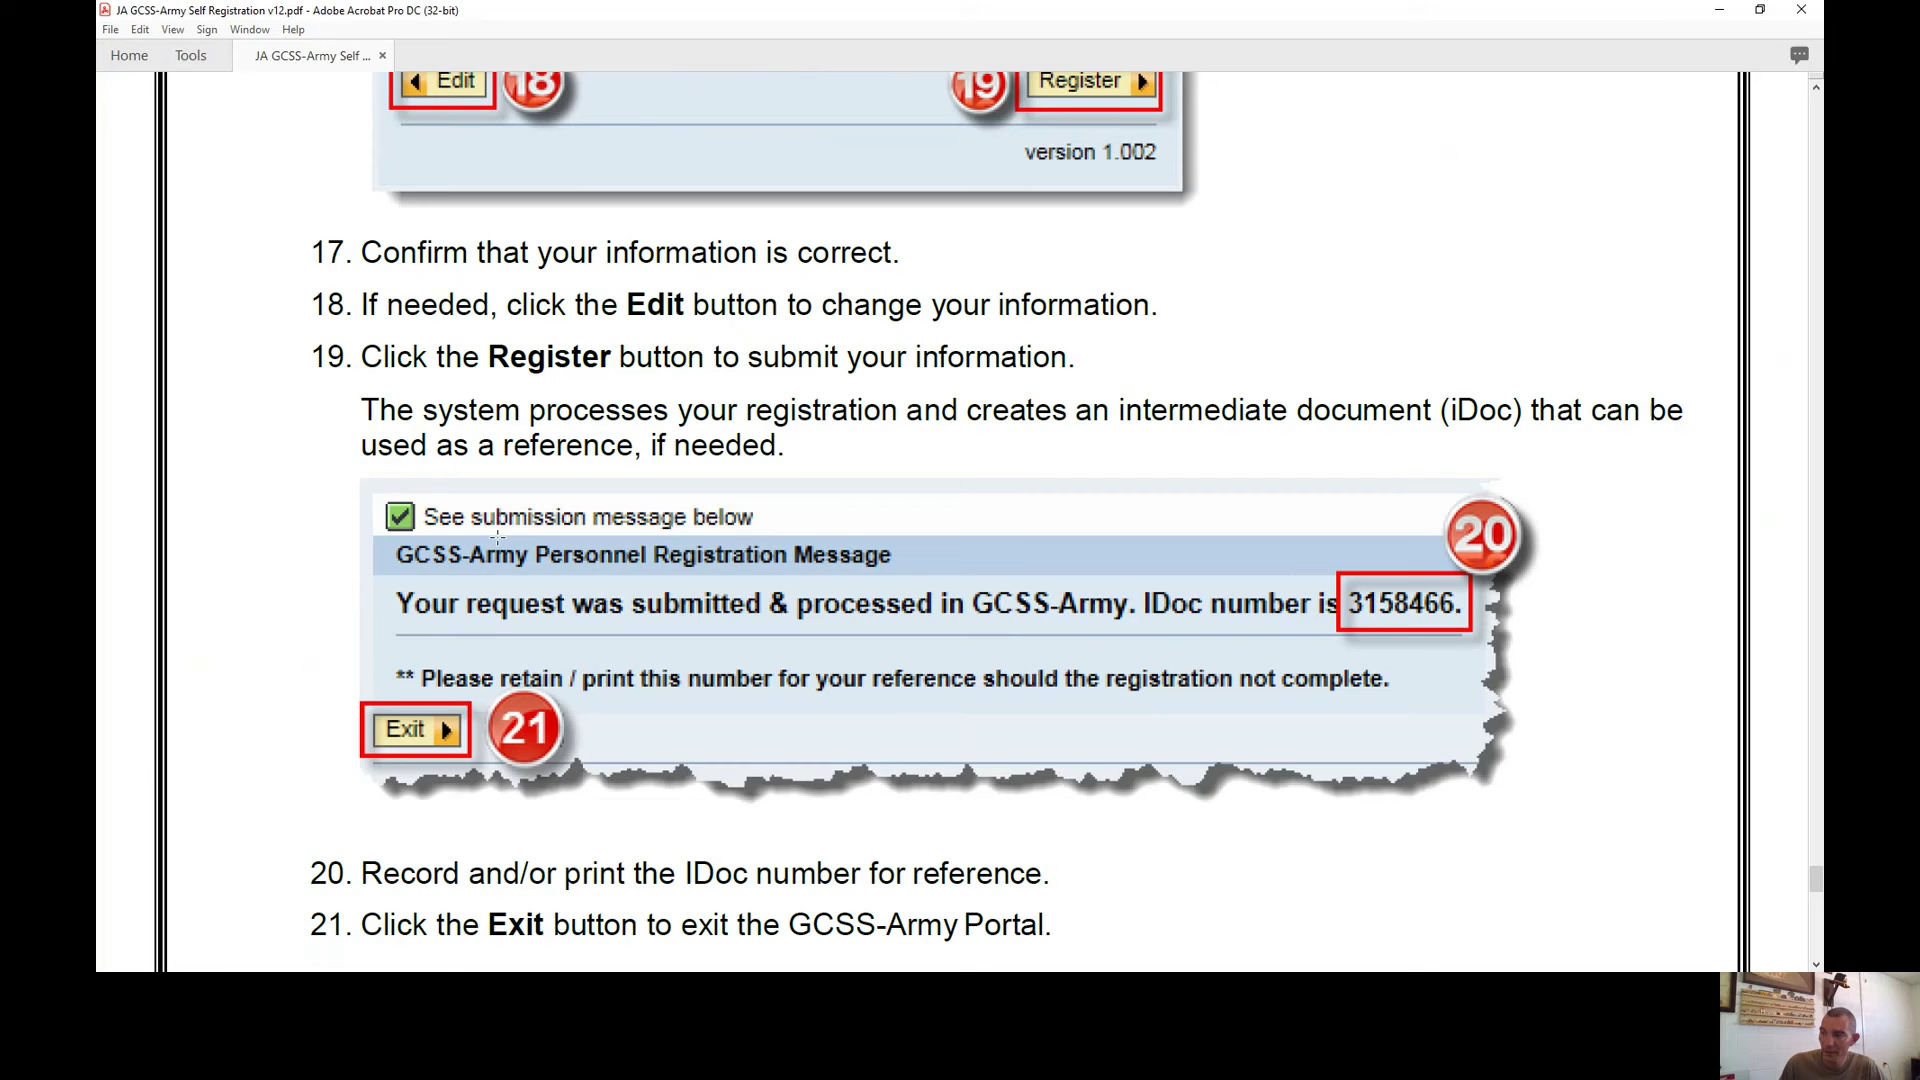 JA GCSS-Army Self Registration v12.pdf - Adobe Acrobat Pro DC (32-bit)
File Edit View Sign Window Help
Home Tools JA GCSS-Army Self ... ×
Edit 18 19 Register
version 1.002
17. Confirm that your information is correct.
18. If needed, click the Edit button to change your information.
19. Click the Register button to submit your information.
The system processes your registration and creates an intermediate document (iDoc) that can be
used as a reference, if needed.
See submission message below
20
GCSS-Army Personnel Registration Message
Your request was submitted & processed in GCSS-Army. IDoc number is 3158466.
** Please retain / print this number for your reference should the registration not complete.
Exit 21
20. Record and/or print the IDoc number for reference.
21. Click the Exit button to exit the GCSS-Army Portal.